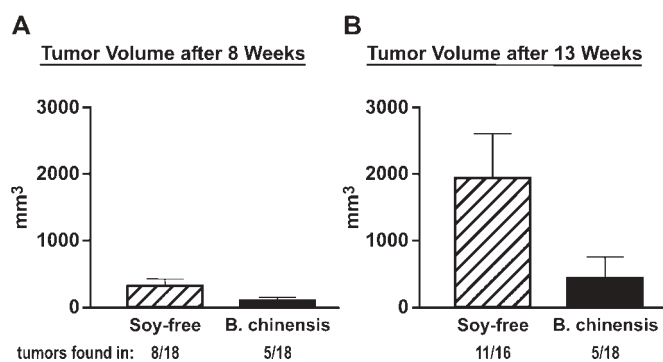 A
Tumor Volume after 8 Weeks
3000
2000
1000
0
mm³
Soy-free B. chinensis
tumors found in: 8/18 5/18
B
Tumor Volume after 13 Weeks
3000
2000
1000
0
mm³
Soy-free B. chinensis
11/16 5/18